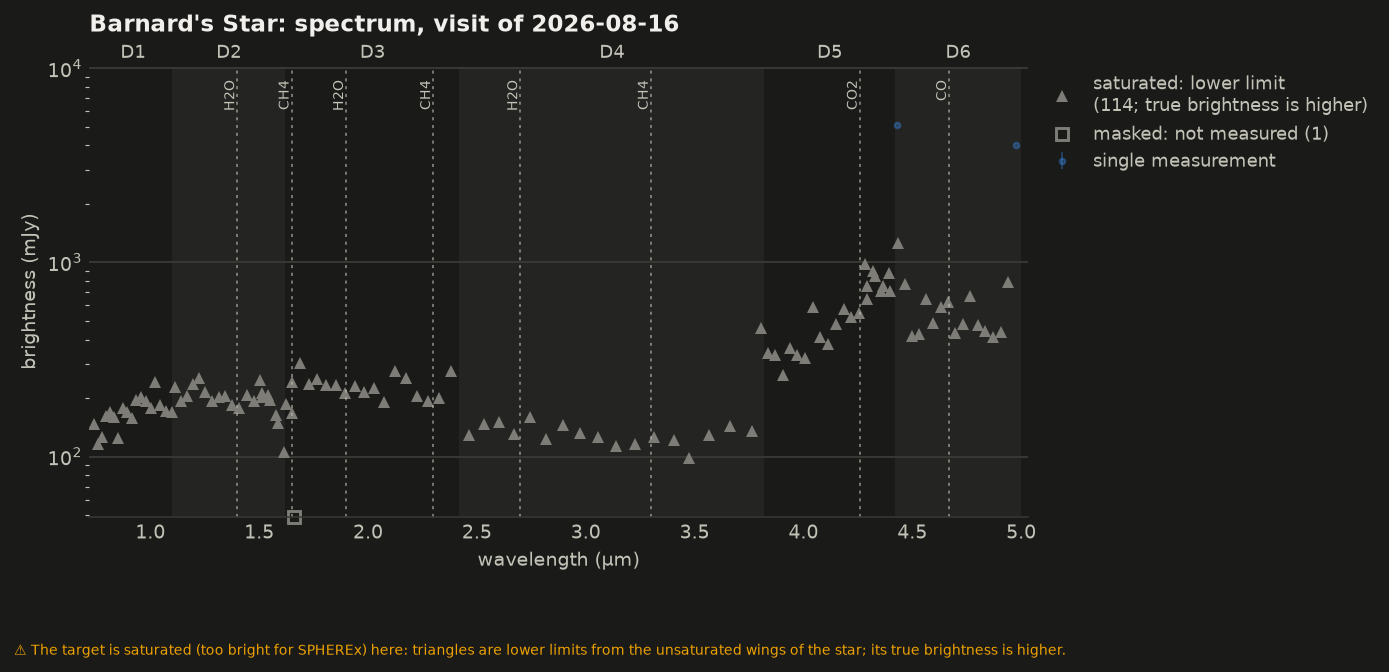 Barnard's Star: spectrum, visit of 2026-08-16
D1 D2 D3 D4 D5 D6
10⁴
10³
10²
brightness (mJy)
H2O CH4 H2O CH4 H2O CH4 CO2 CO
1.0 1.5 2.0 2.5 3.0 3.5 4.0 4.5 5.0
wavelength (μm)
saturated: lower limit
(114; true brightness is higher)
masked: not measured (1)
single measurement
⚠ The target is saturated (too bright for SPHEREx) here: triangles are lower limits from the unsaturated wings of the star; its true brightness is higher.